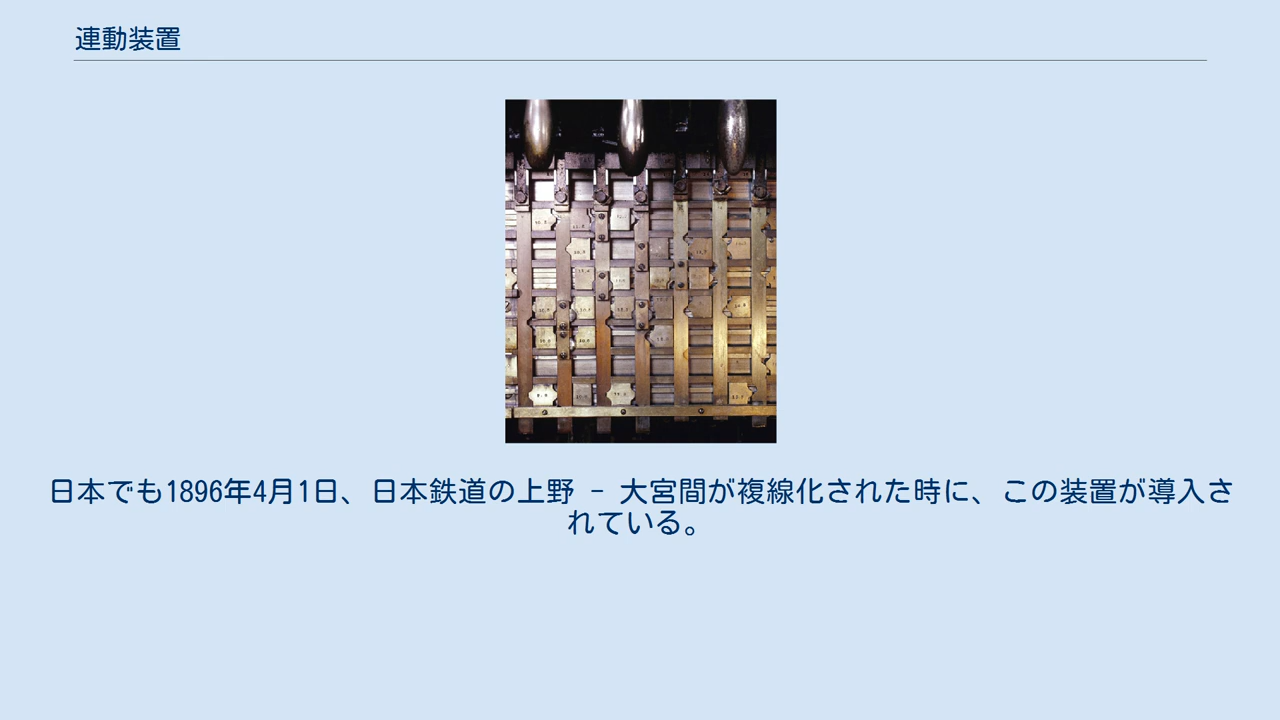 連動装置
日本でも1896年4月1日、日本鉄道の上野 - 大宮間が複線化された時に、この装置が導入さ
れている。